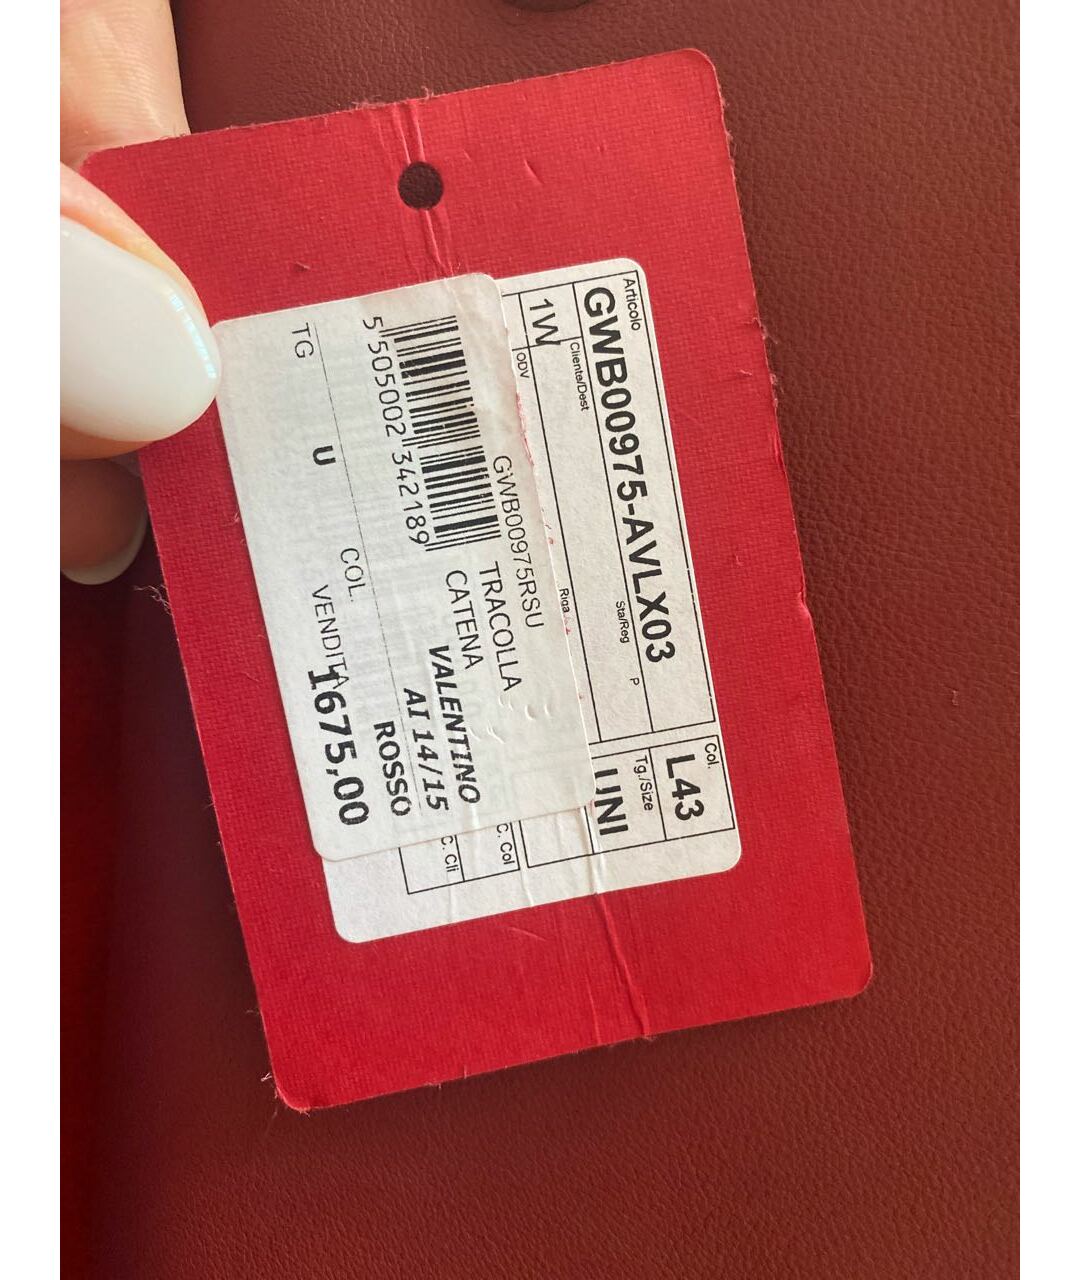 Articolo
GWB00975-AVLX03
Cliente/Dest
Sta/Reg
P
1W
ODV
Riga
Col.
L43
Tg./Size
UNI
C. Col
C. Cli
GWB00975RSU
TRACOLLA
CATENA
VALENTINO
AI 14/15
ROSSO
5 505002 342189
COL.
VENDITA
1675,00
TG
U